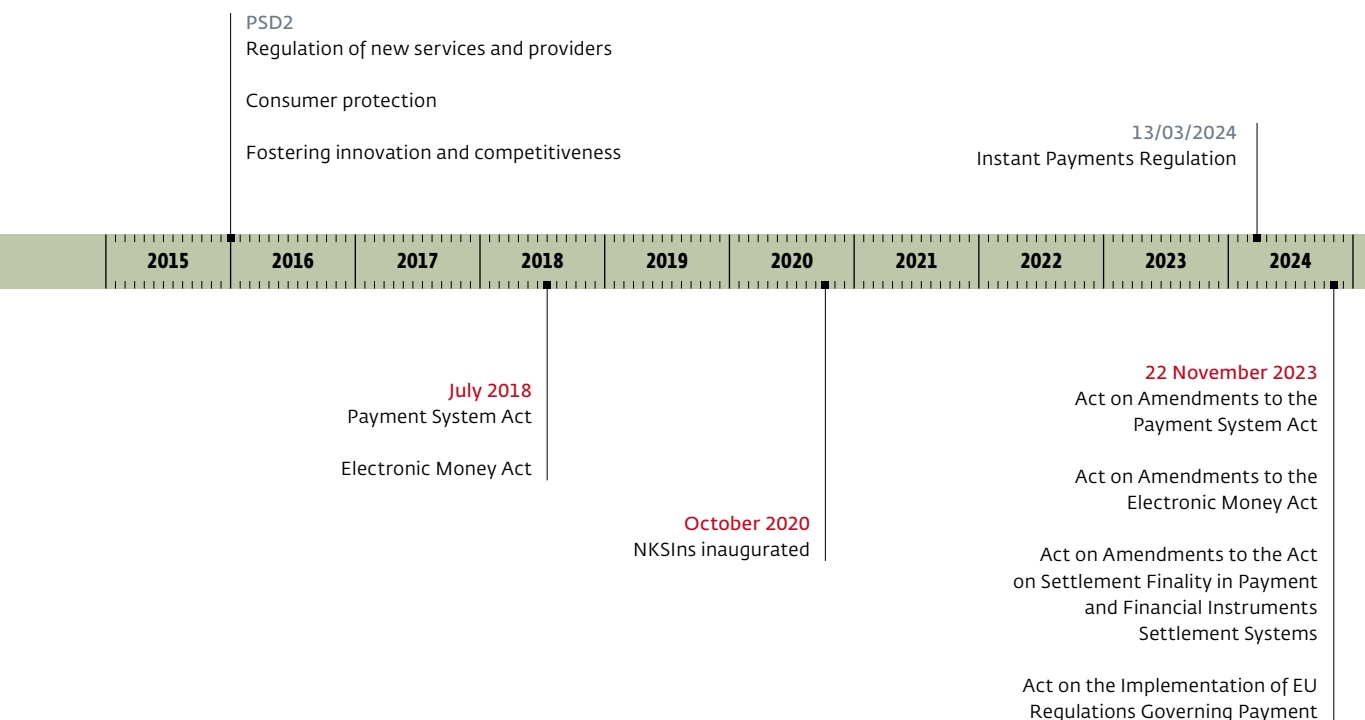 PSD2
Regulation of new services and providers
Consumer protection
Fostering innovation and competitiveness
13/03/2024
Instant Payments Regulation
2015
2016
2017
2018
2019
2020
2021
2022
2023
2024
July 2018
Payment System Act
Electronic Money Act
October 2020
NKSIns inaugurated
22 November 2023
Act on Amendments to the
Payment System Act
Act on Amendments to the
Electronic Money Act
Act on Amendments to the Act
on Settlement Finality in Payment
and Financial Instruments
Settlement Systems
Act on the Implementation of EU
Regulations Governing Payment